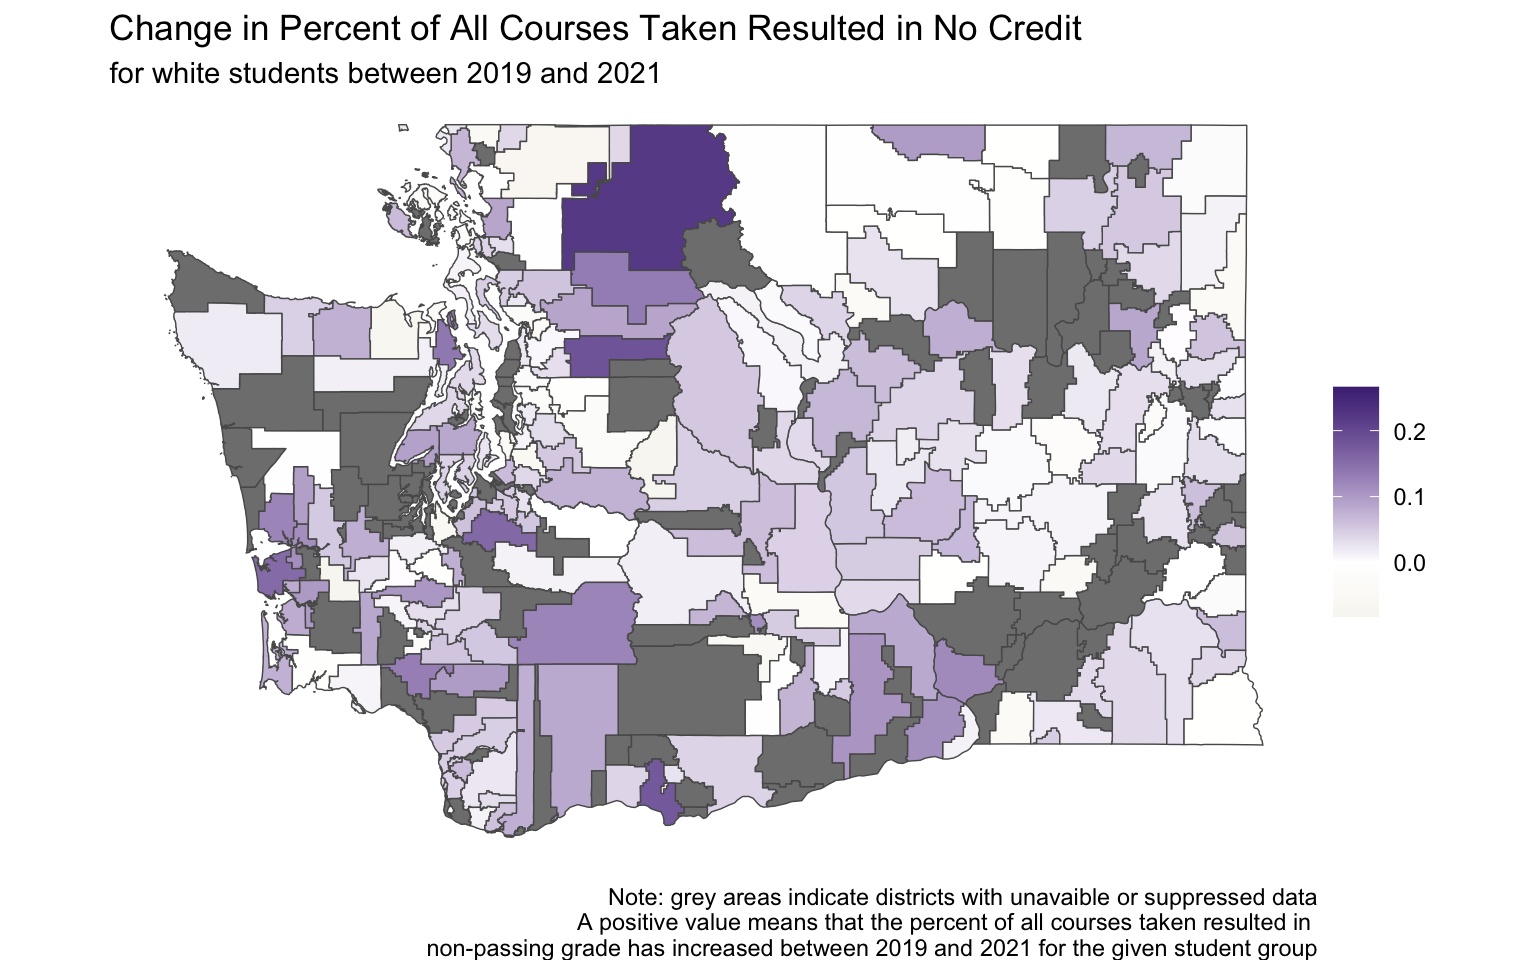 Change in Percent of All Courses Taken Resulted in No Credit
for white students between 2019 and 2021
0.2
0.1
0.0
Note: grey areas indicate districts with unavaible or suppressed data
A positive value means that the percent of all courses taken resulted in
non-passing grade has increased between 2019 and 2021 for the given student group